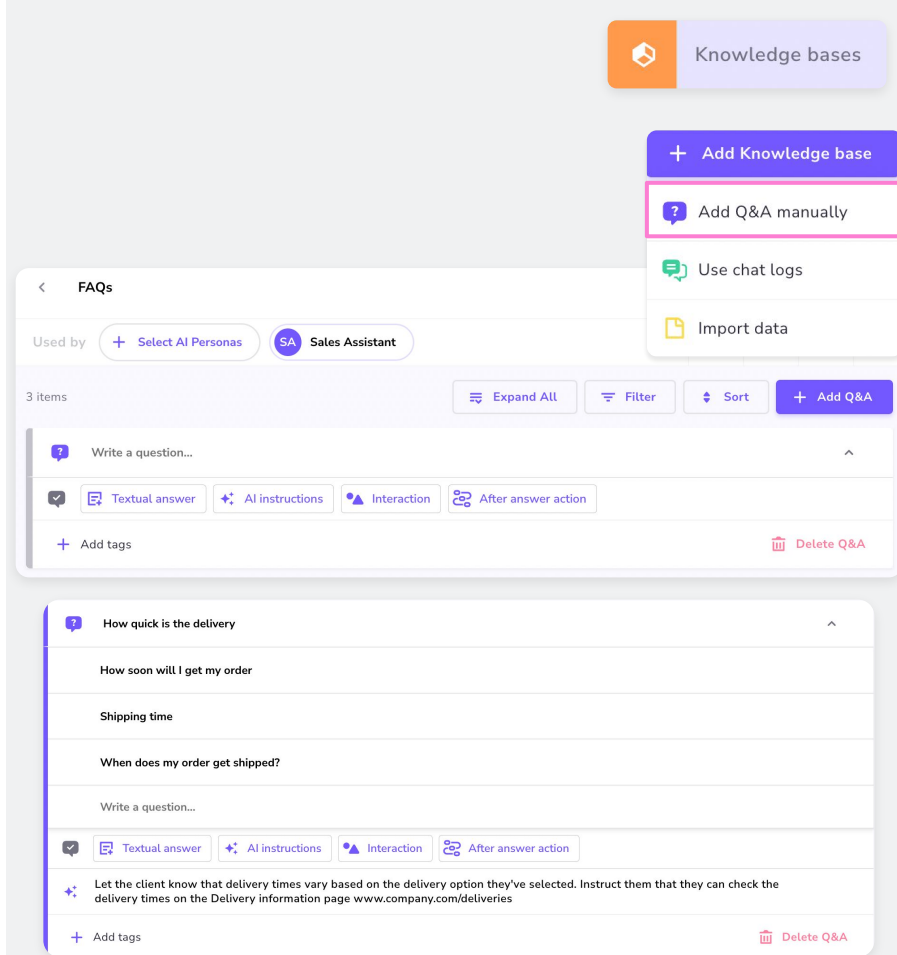 Knowledge bases
+ Add Knowledge base
? Add Q&A manually
Use chat logs
Import data
FAQs
Used by + Select AI Personas SA Sales Assistant
3 items Expand All Filter Sort + Add Q&A
? Write a question...
Textual answer AI instructions Interaction After answer action
+ Add tags Delete Q&A
? How quick is the delivery
How soon will I get my order
Shipping time
When does my order get shipped?
Write a question...
Textual answer AI instructions Interaction After answer action
Let the client know that delivery times vary based on the delivery option they've selected. Instruct them that they can check the
delivery times on the Delivery information page www.company.com/deliveries
+ Add tags Delete Q&A